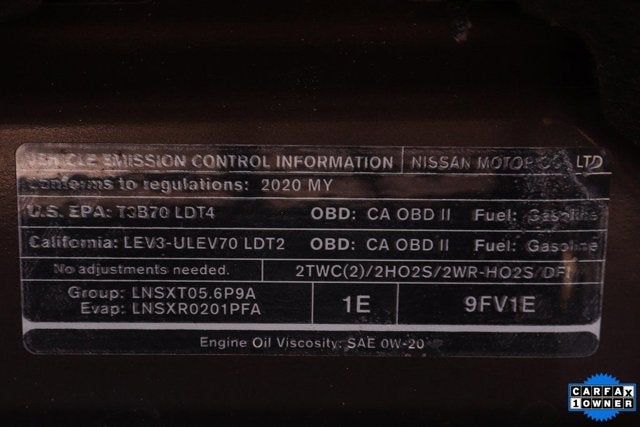 VEHICLE EMISSION CONTROL INFORMATION NISSAN MOTOR CO., LTD
Conforms to regulations: 2020 MY
U.S. EPA: T3B70 LDT4 OBD: CA OBD II Fuel: Gasoline
California: LEV3-ULEV70 LDT2 OBD: CA OBD II Fuel: Gasoline
No adjustments needed. 2TWC(2)/2HO2S/2WR-HO2S/DFI
Group: LNSXT05.6P9A
Evap: LNSXR0201PFA
1E 9FV1E
Engine Oil Viscosity: SAE 0W-20
CARFAX
1 OWNER